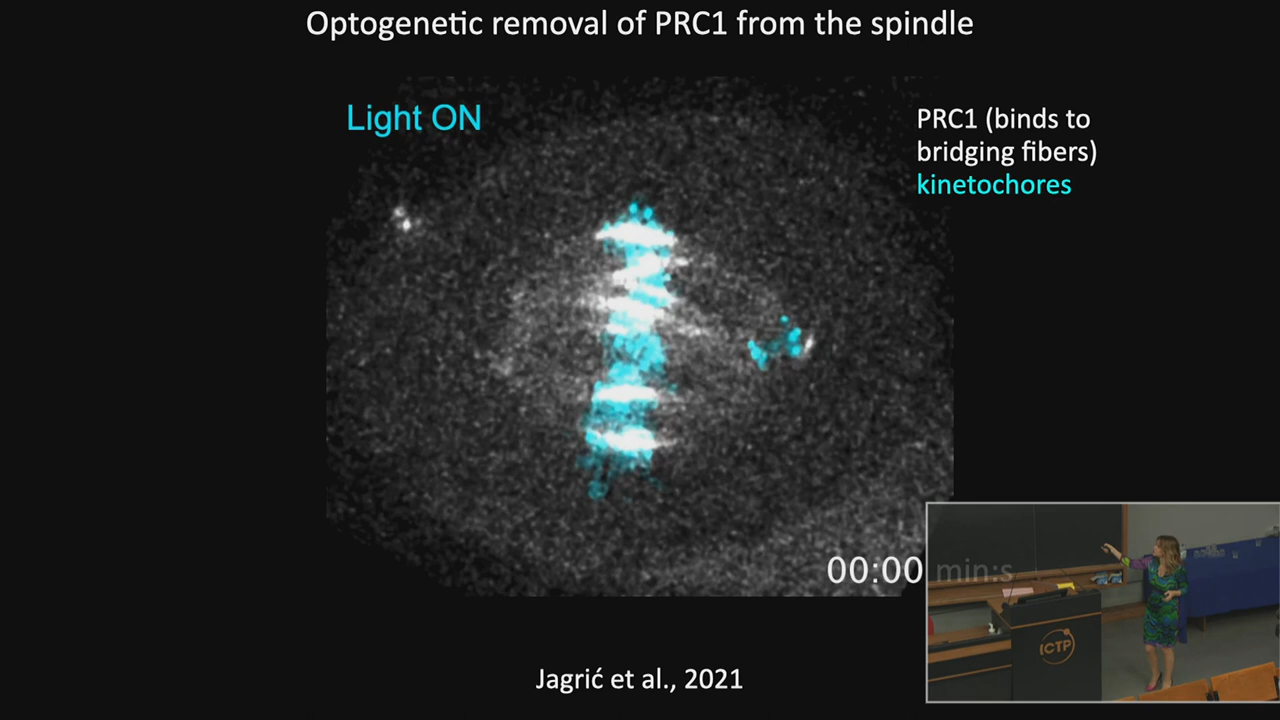 Optogenetic removal of PRC1 from the spindle
Light ON
PRC1 (binds to
bridging fibers)
kinetochores
00:00 min:s
ICTP
Jagrić et al., 2021